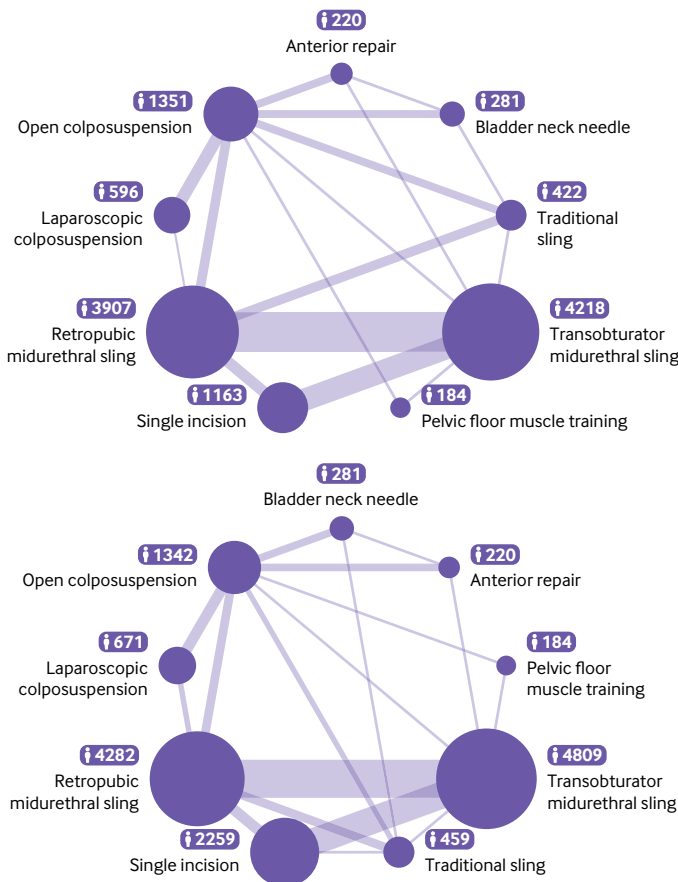 220
Anterior repair
1351
Open colposuspension
281
Bladder neck needle
596
Laparoscopic
colposuspension
422
Traditional
sling
3907
Retropubic
midurethral sling
4218
Transobturator
midurethral sling
1163
Single incision
184
Pelvic floor muscle training
281
Bladder neck needle
1342
Open colposuspension
220
Anterior repair
671
Laparoscopic
colposuspension
184
Pelvic floor
muscle training
4282
Retropubic
midurethral sling
4809
Transobturator
midurethral sling
2259
Single incision
459
Traditional sling